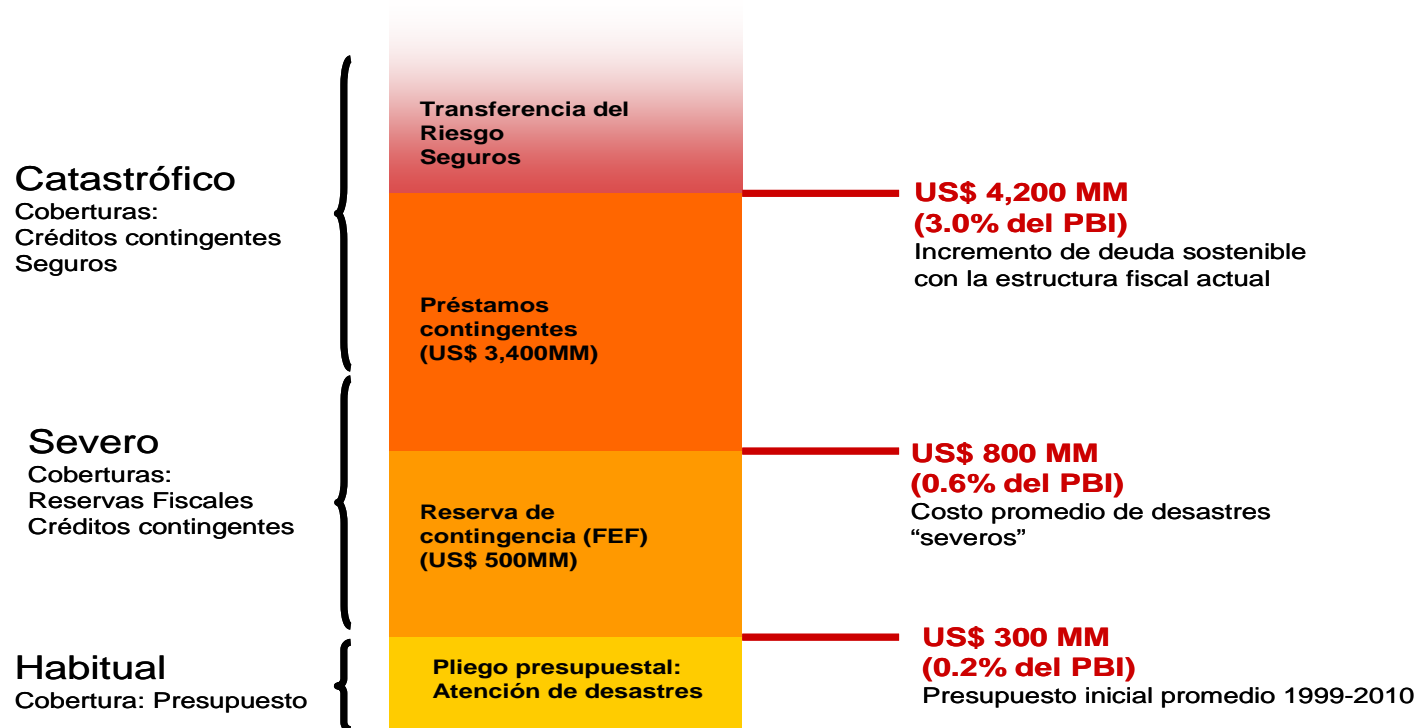 Transferencia del
Riesgo
Seguros
Catastrófico
Coberturas:
Créditos contingentes
Seguros
US$ 4,200 MM
(3.0% del PBI)
Incremento de deuda sostenible
con la estructura fiscal actual
Préstamos
contingentes
(US$ 3,400MM)
Severo
Coberturas:
Reservas Fiscales
Créditos contingentes
US$ 800 MM
(0.6% del PBI)
Costo promedio de desastres
“severos”
Reserva de
contingencia (FEF)
(US$ 500MM)
Habitual
Cobertura: Presupuesto
Pliego presupuestal:
Atención de desastres
US$ 300 MM
(0.2% del PBI)
Presupuesto inicial promedio 1999-2010